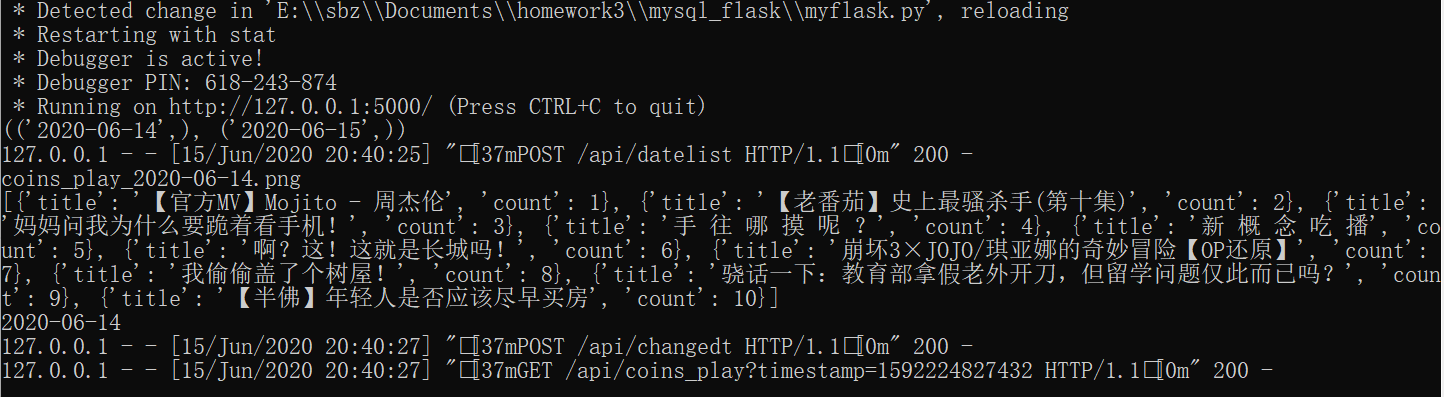 * Detected change in 'E:\\sbz\\Documents\\homework3\\mysql_flask\\myflask.py', reloading
* Restarting with stat
* Debugger is active!
* Debugger PIN: 618-243-874
* Running on http://127.0.0.1:5000/ (Press CTRL+C to quit)
(('2020-06-14',), ('2020-06-15',))
127.0.0.1 - - [15/Jun/2020 20:40:25] "□[37mPOST /api/datelist HTTP/1.1□[0m" 200 -
coins_play_2020-06-14.png
[{'title': '【官方MV】Mojito - 周杰伦', 'count': 1}, {'title': '【老番茄】史上最骚杀手(第十集)', 'count': 2}, {'title':
'妈妈问我为什么要跪着看手机！', 'count': 3}, {'title': '手 往 哪 摸 呢 ？', 'count': 4}, {'title': '新 概 念 吃 播', 'co
unt': 5}, {'title': '啊？这！这就是长城吗！', 'count': 6}, {'title': '崩坏3×JOJO/琪亚娜的奇妙冒险【OP还原】', 'count':
7}, {'title': '我偷偷盖了个树屋！', 'count': 8}, {'title': '骁话一下：教育部拿假老外开刀，但留学问题仅此而已吗？', 'coun
t': 9}, {'title': '【半佛】年轻人是否应该尽早买房', 'count': 10}]
2020-06-14
127.0.0.1 - - [15/Jun/2020 20:40:27] "□[37mPOST /api/changedt HTTP/1.1□[0m" 200 -
127.0.0.1 - - [15/Jun/2020 20:40:27] "□[37mGET /api/coins_play?timestamp=1592224827432 HTTP/1.1□[0m" 200 -